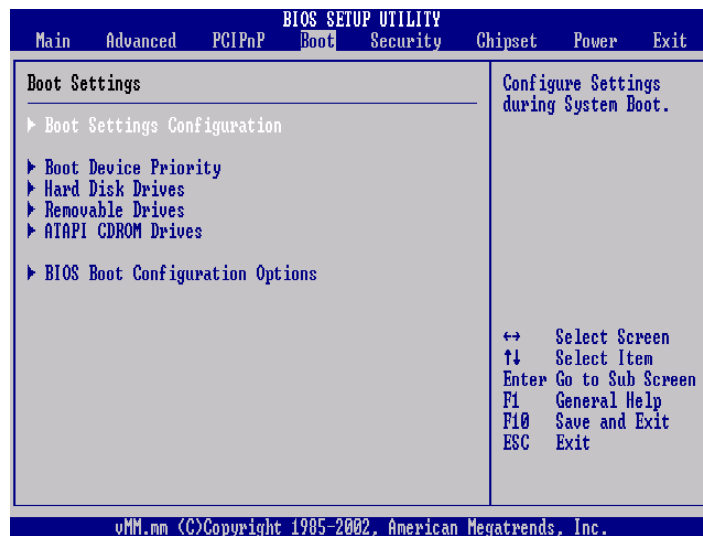 BIOS SETUP UTILITY
Main Advanced PCIPnP Boot Security Chipset Power Exit
Boot Settings
▶ Boot Settings Configuration
▶ Boot Device Priority
▶ Hard Disk Drives
▶ Removable Drives
▶ ATAPI CDROM Drives
▶ BIOS Boot Configuration Options
Configure Settings
during System Boot.
↔ Select Screen
↑↓ Select Item
Enter Go to Sub Screen
F1 General Help
F10 Save and Exit
ESC Exit
vMM.mm (C)Copyright 1985-2002, American Megatrends, Inc.